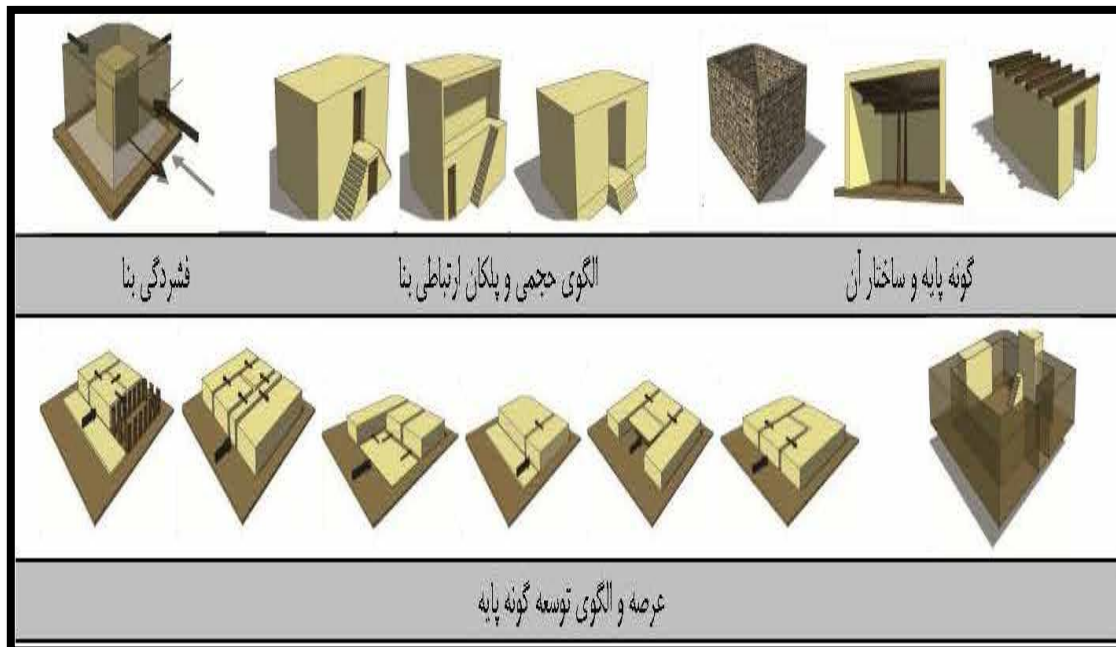 گونه پایه و ساختار آن
الگوی حجمی و پلکان ارتباطی بنا
فشردگی بنا
عرصه و الگوی توسعه گونه پایه